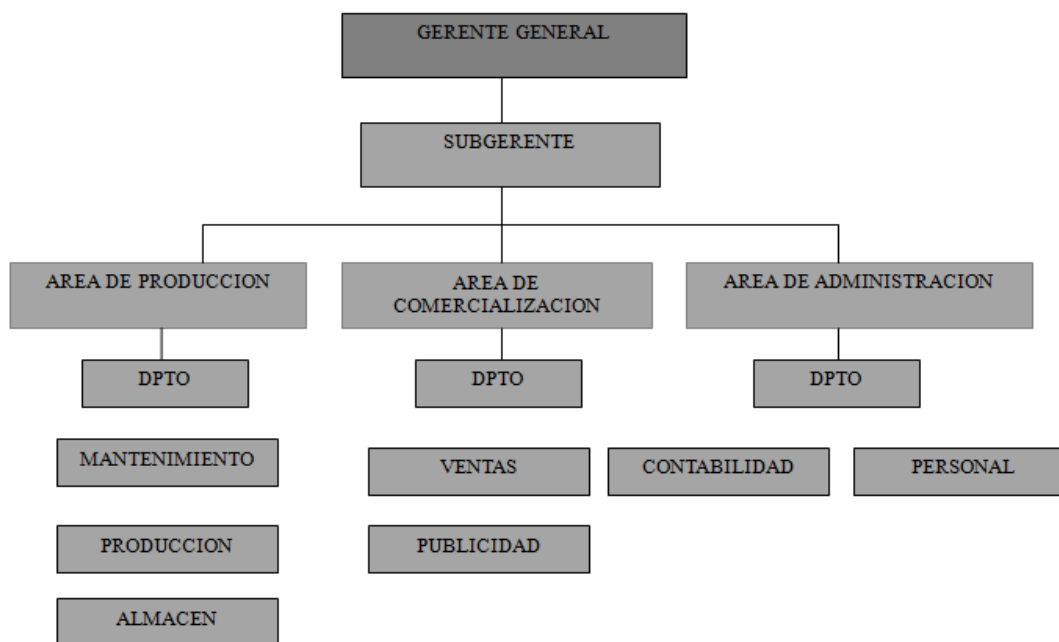 GERENTE GENERAL
SUBGERENTE
AREA DE PRODUCCION
AREA DE
COMERCIALIZACION
AREA DE ADMINISTRACION
DPTO
DPTO
DPTO
MANTENIMIENTO
VENTAS
CONTABILIDAD
PERSONAL
PRODUCCION
PUBLICIDAD
ALMACEN